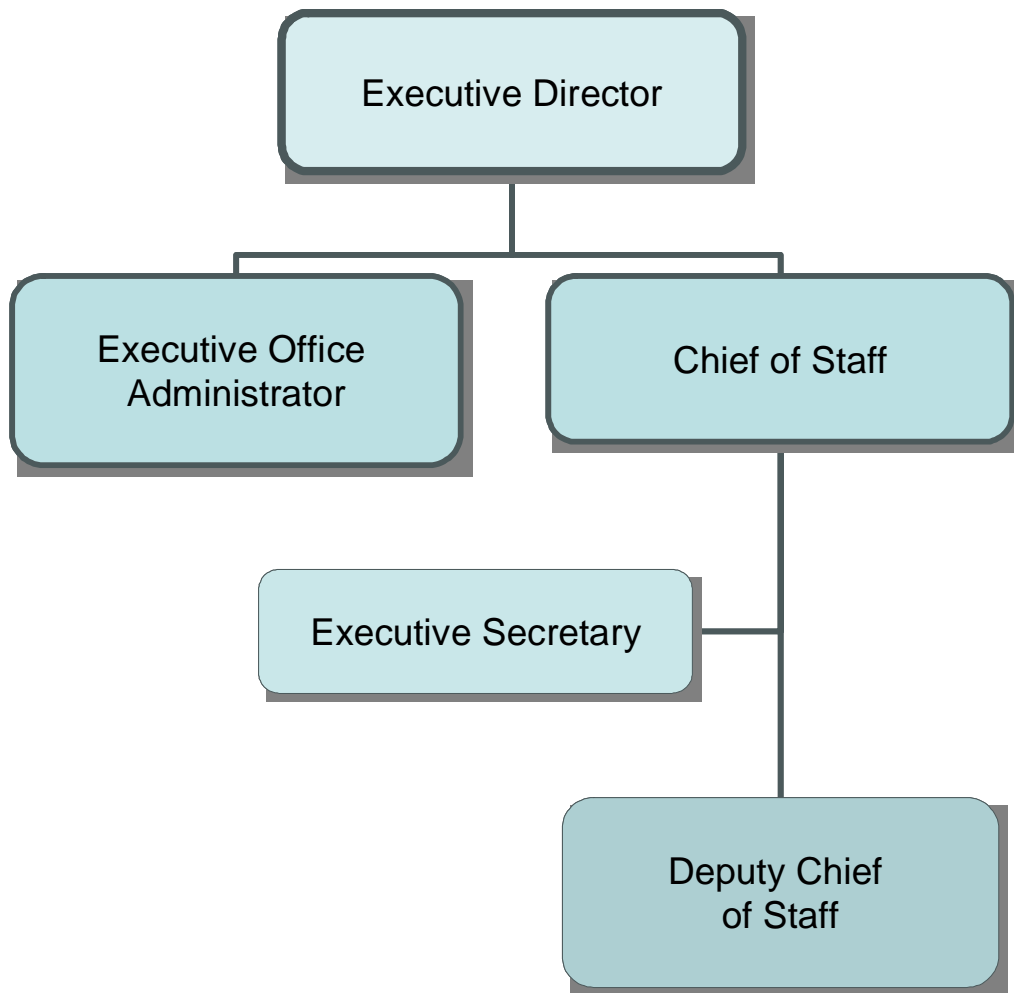 Executive Director
Executive Office
Administrator
Chief of Staff
Executive Secretary
Deputy Chief
of Staff